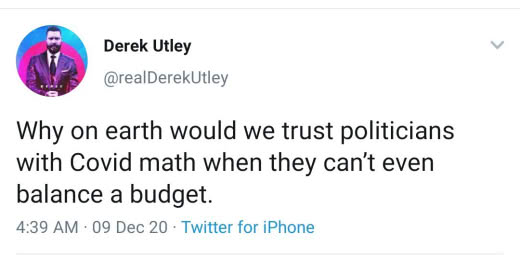 Derek Utley
@realDerekUtley
Why on earth would we trust politicians
with Covid math when they can’t even
balance a budget.
4:39 AM · 09 Dec 20 · Twitter for iPhone